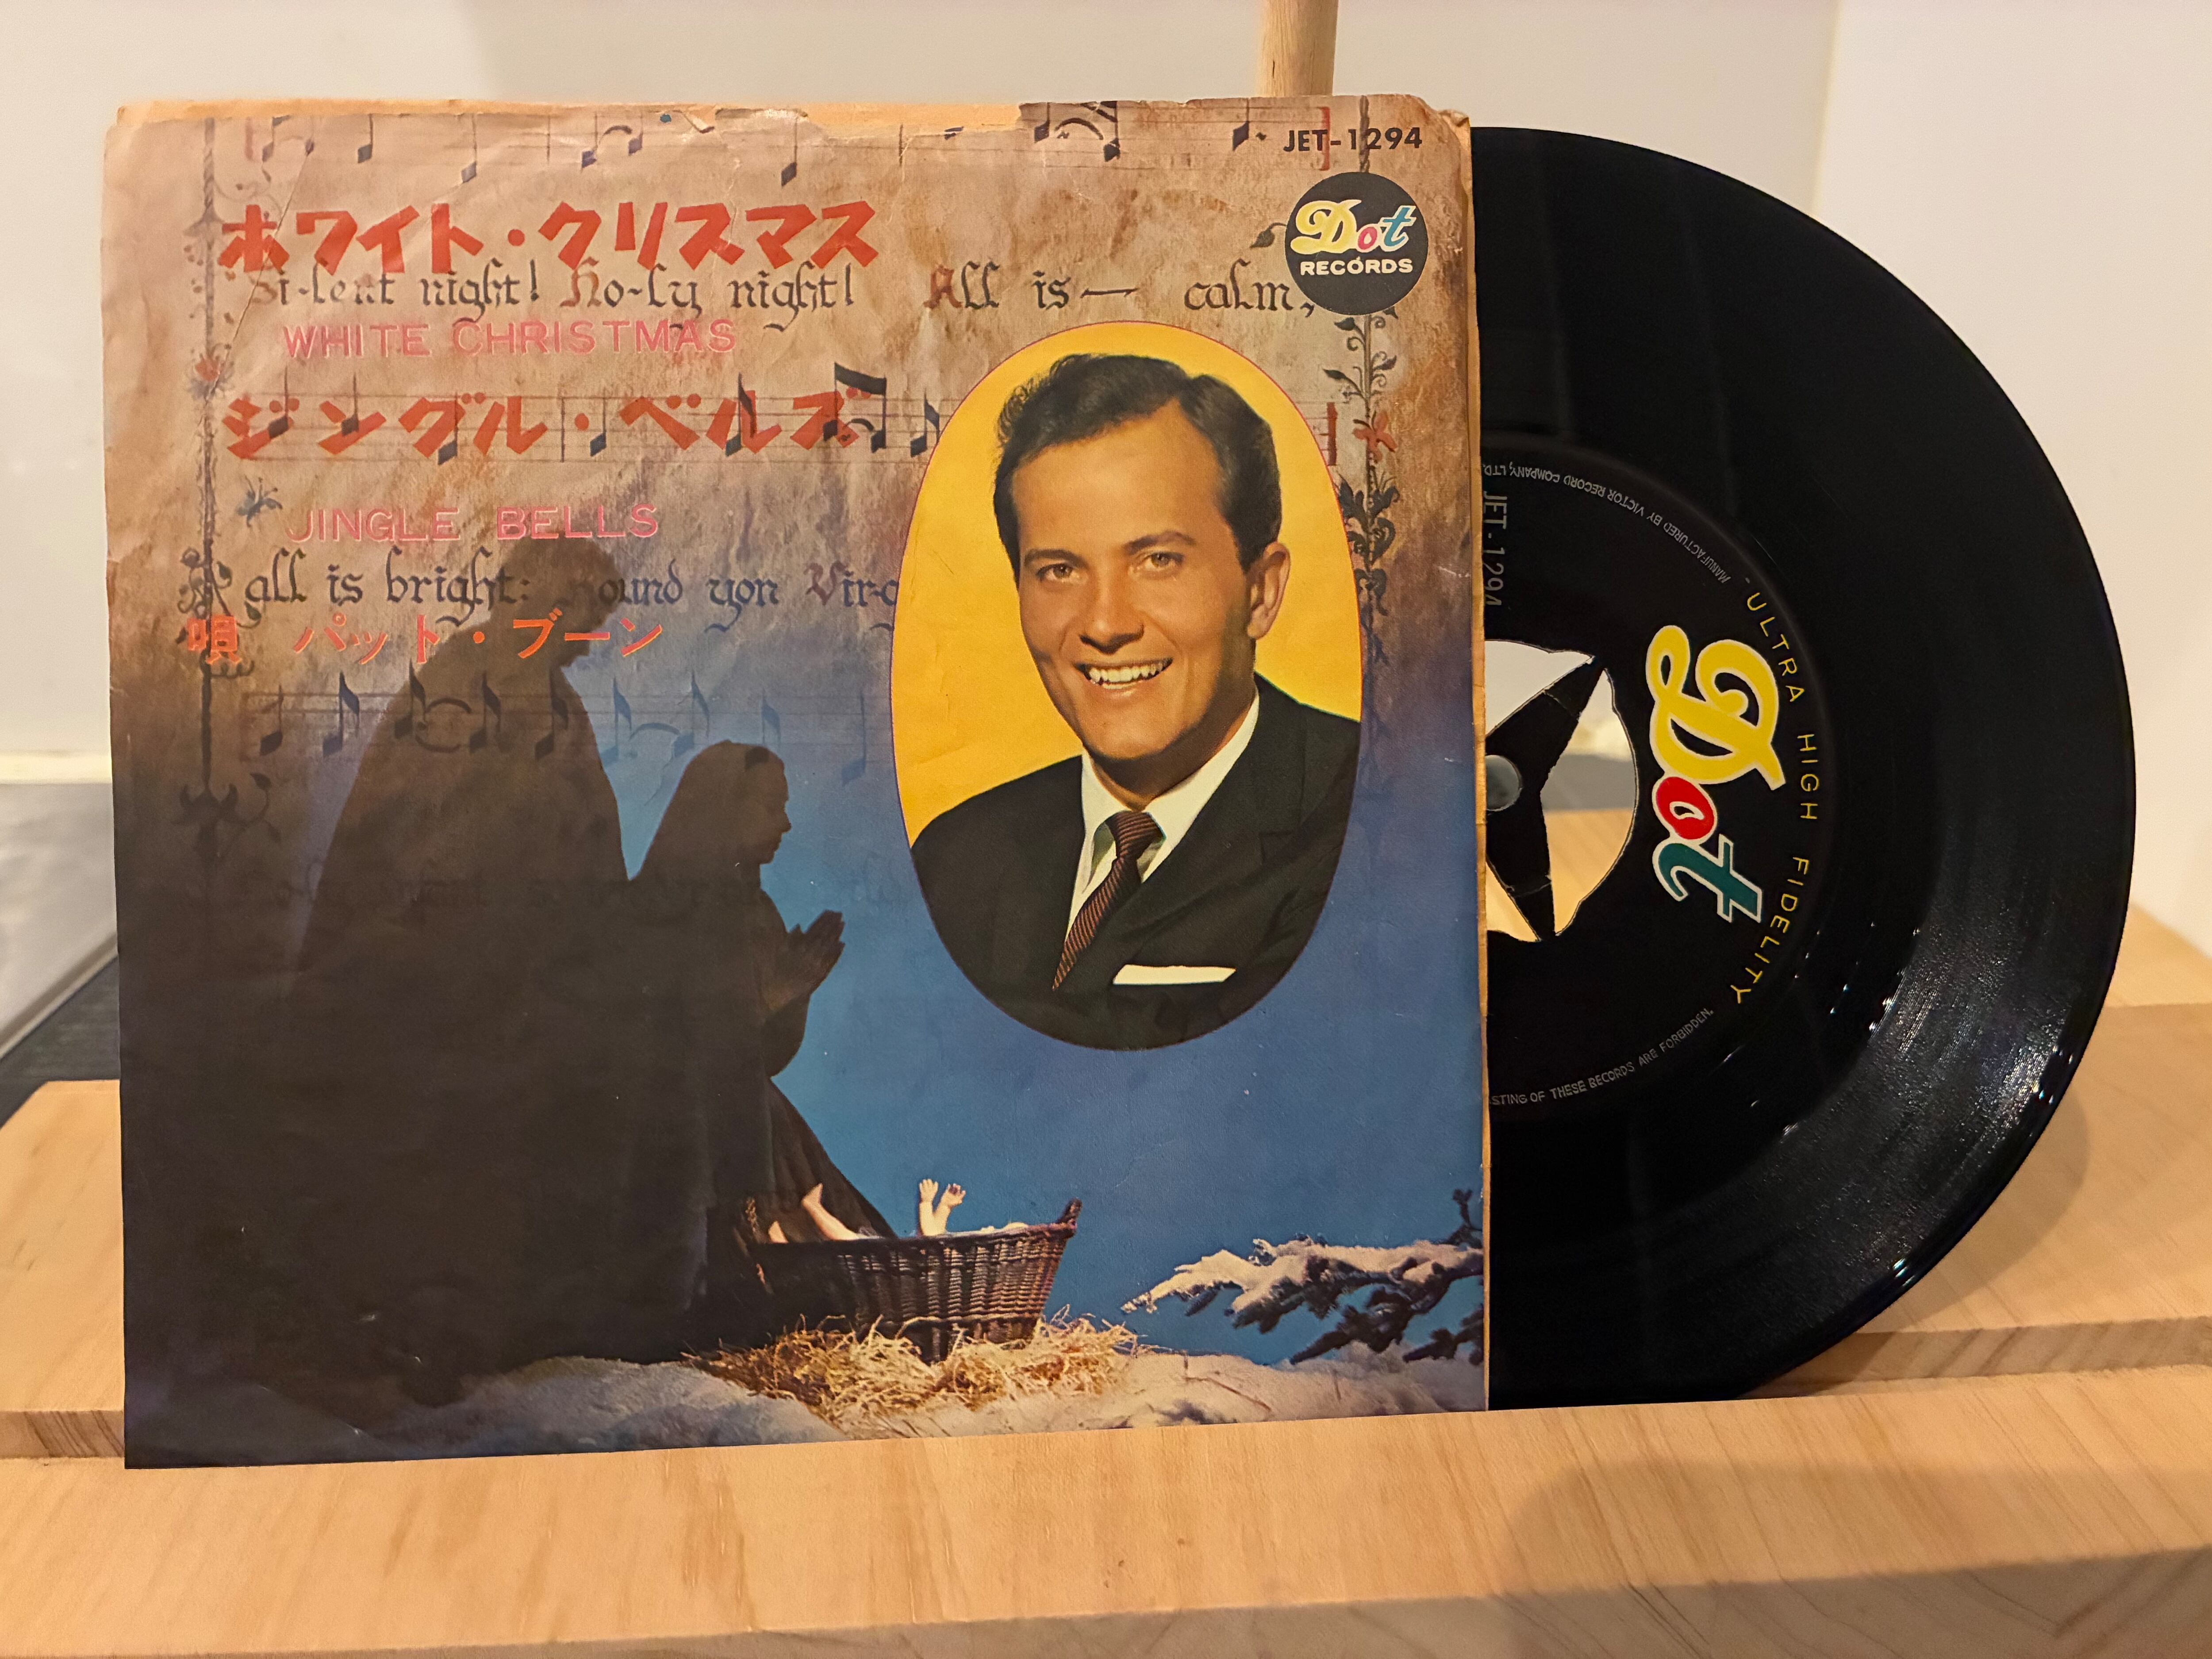 JET-1294
ホワイト・クリスマス
Dot
RECORDS
Si-lent night! Ho-ly night! All is— calm,
WHITE CHRISTMAS
ジングル・ベルズ
JINGLE BELLS
all is bright: Round yon Virg
唄 パット・ブーン
MANUFACTURED BY VICTOR RECORD COMPANY, LTD.
JET-1294
- ULTRA HIGH FIDELITY
Dot
STING OF THESE RECORDS ARE FORBIDDEN.